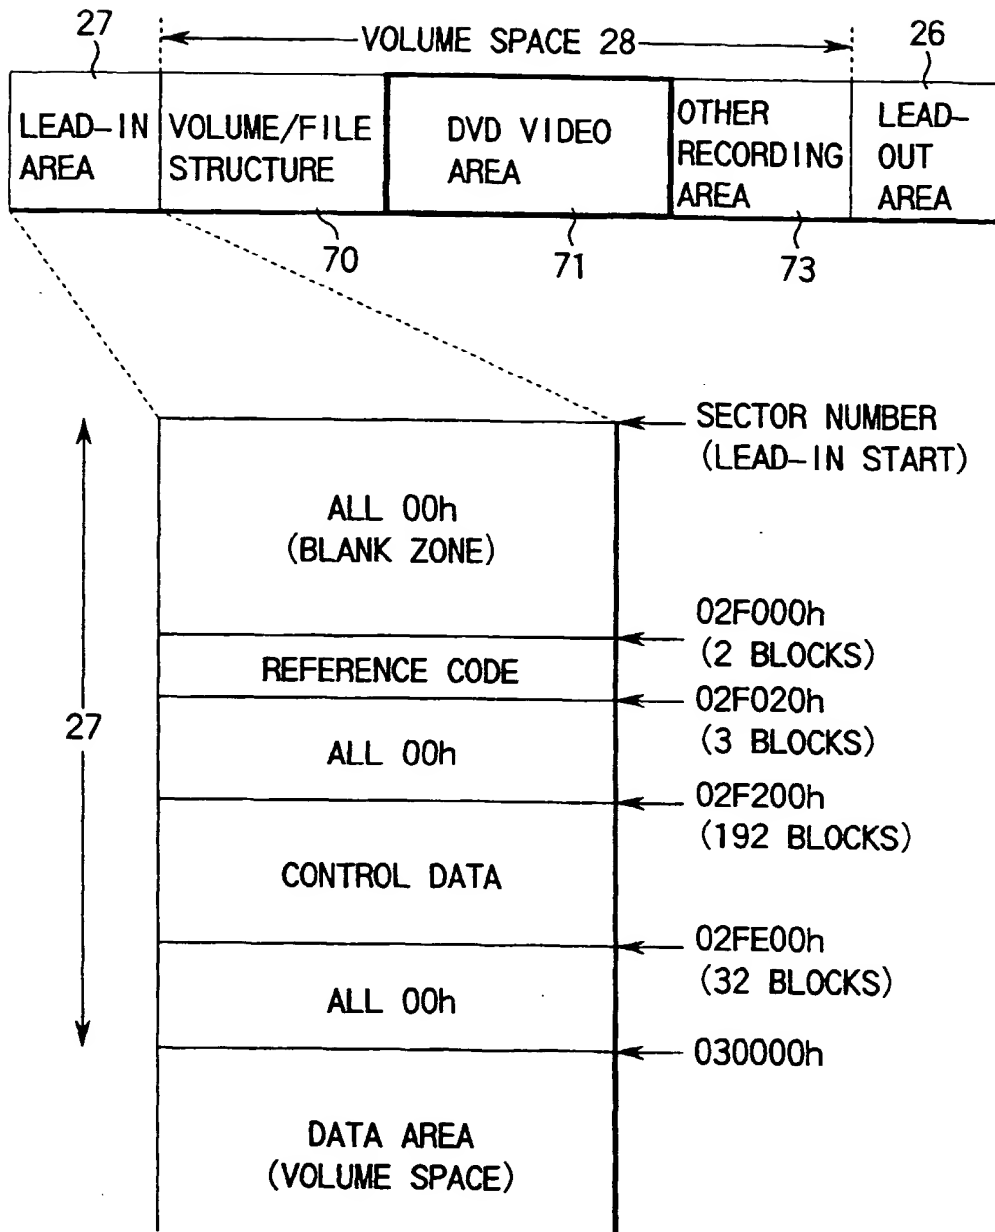 27
VOLUME SPACE 28
26
LEAD-IN
AREA
VOLUME/FILE
STRUCTURE
DVD VIDEO
AREA
OTHER
RECORDING
AREA
LEAD-
OUT
AREA
70
71
73
SECTOR NUMBER
(LEAD-IN START)
ALL 00h
(BLANK ZONE)
02F000h
(2 BLOCKS)
REFERENCE CODE
02F020h
(3 BLOCKS)
27
ALL 00h
02F200h
(192 BLOCKS)
CONTROL DATA
02FE00h
(32 BLOCKS)
ALL 00h
030000h
DATA AREA
(VOLUME SPACE)